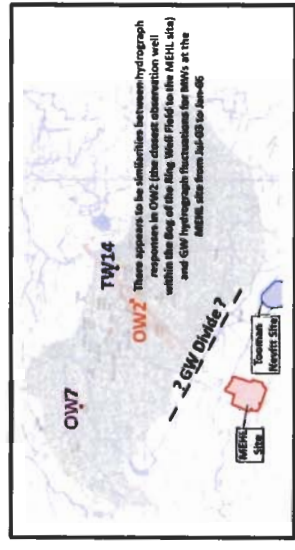 OW7
TW14
OW2
There appears to be similarities between hydrograph
responses in OW2 (the closest observation well
within the Bog of the Ring Well Field to the MEHL site)
and GW hydrograph fluctuations for MWs at the
MEHL site from Jul-03 to Jan-06
? GW Divide ?
MEHL
Site
Tooman
Nevitt Site